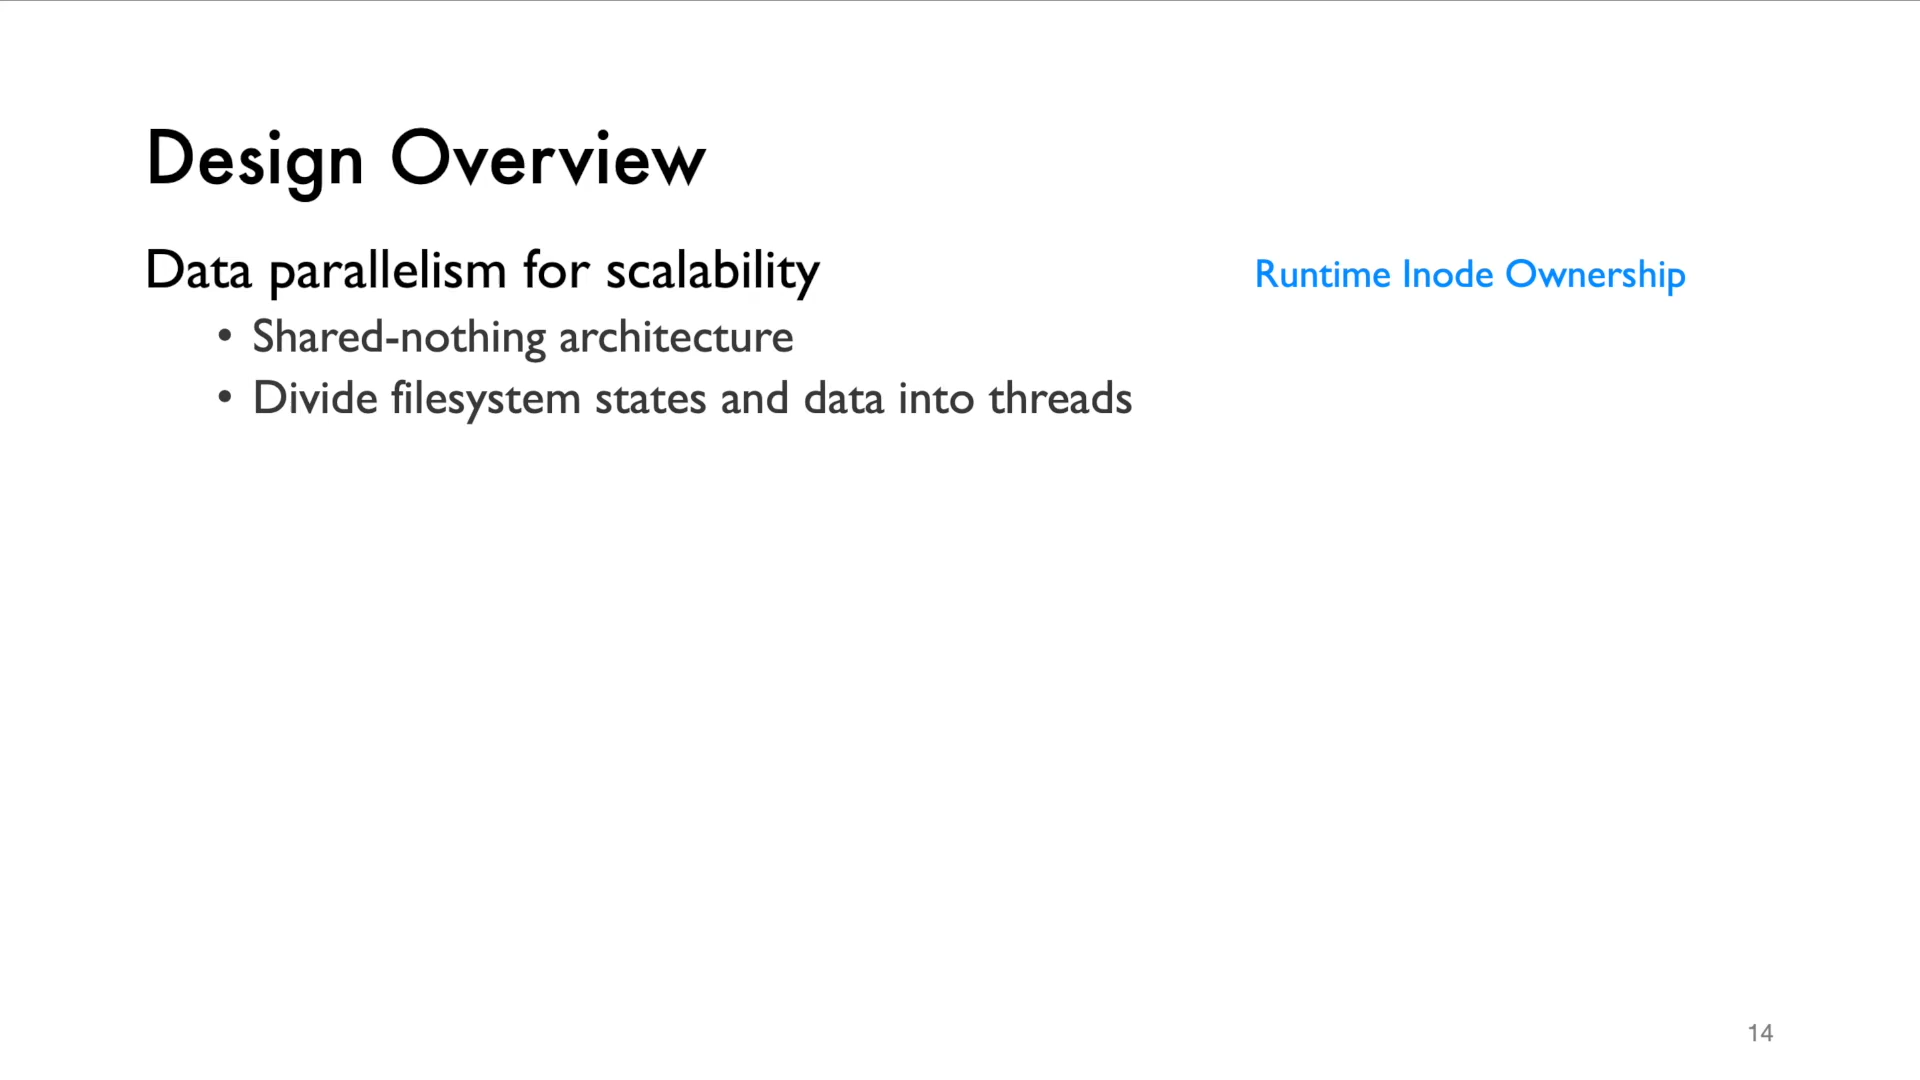 Design Overview
Data parallelism for scalability
Runtime Inode Ownership
• Shared-nothing architecture
• Divide filesystem states and data into threads
14